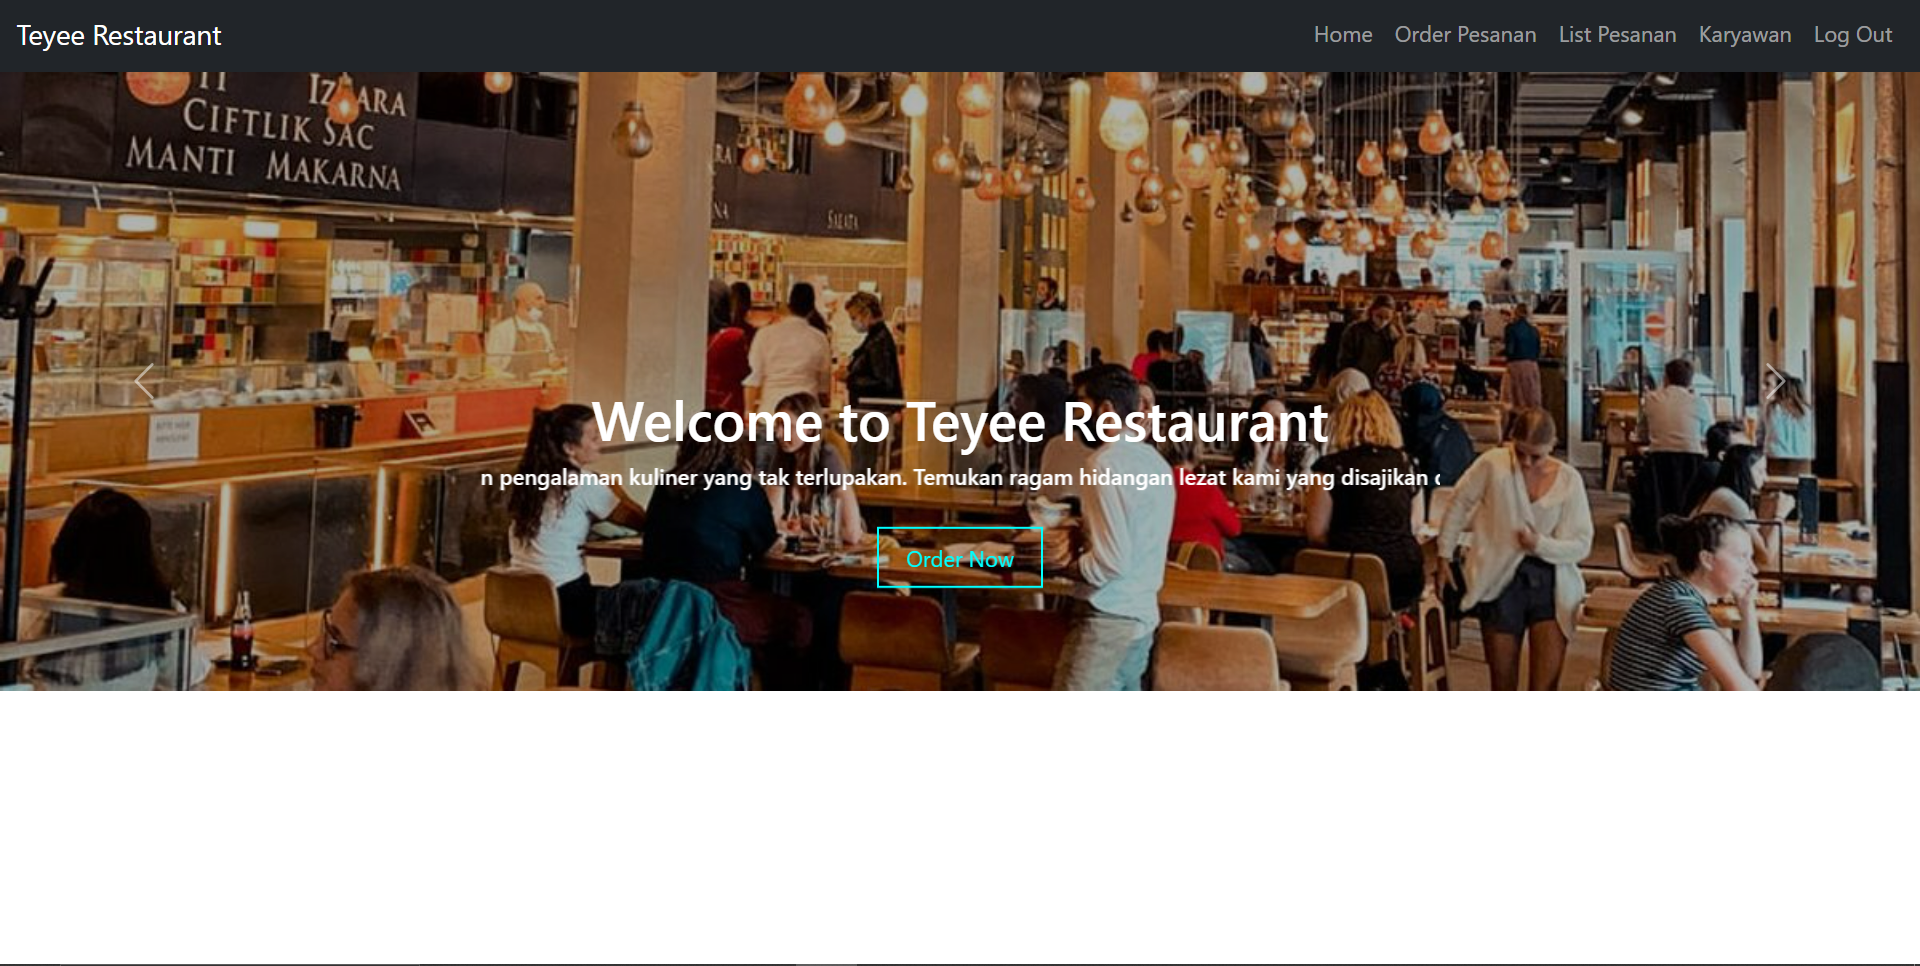 Teyee Restaurant
Home Order Pesanan List Pesanan Karyawan Log Out
IZGARA
CIFTLIK SAC
MANTI MAKARNA
SALATA
Welcome to Teyee Restaurant
n pengalaman kuliner yang tak terlupakan. Temukan ragam hidangan lezat kami yang disajikan
Order Now